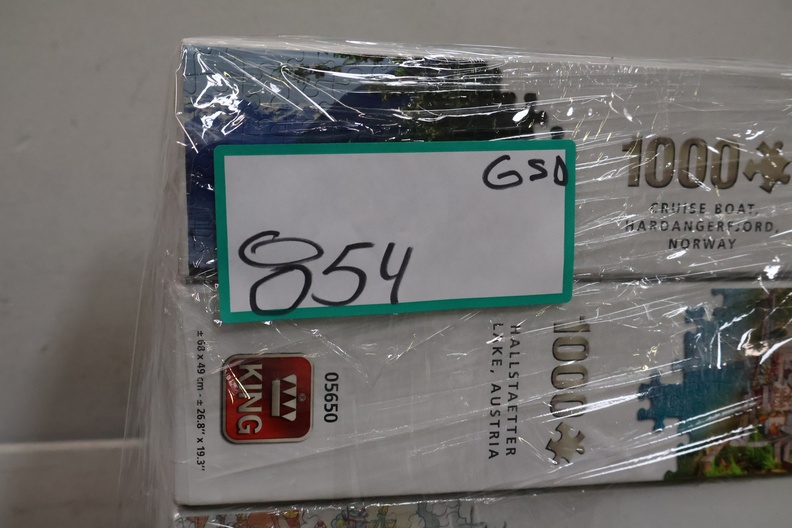 GSD
854
1000
CRUISE BOAT,
HARDANGERFJORD,
NORWAY
1000
HALLSTAETTER
LAKE, AUSTRIA
05650
KING
± 68 x 49 cm - ± 26.8" x 19.3"